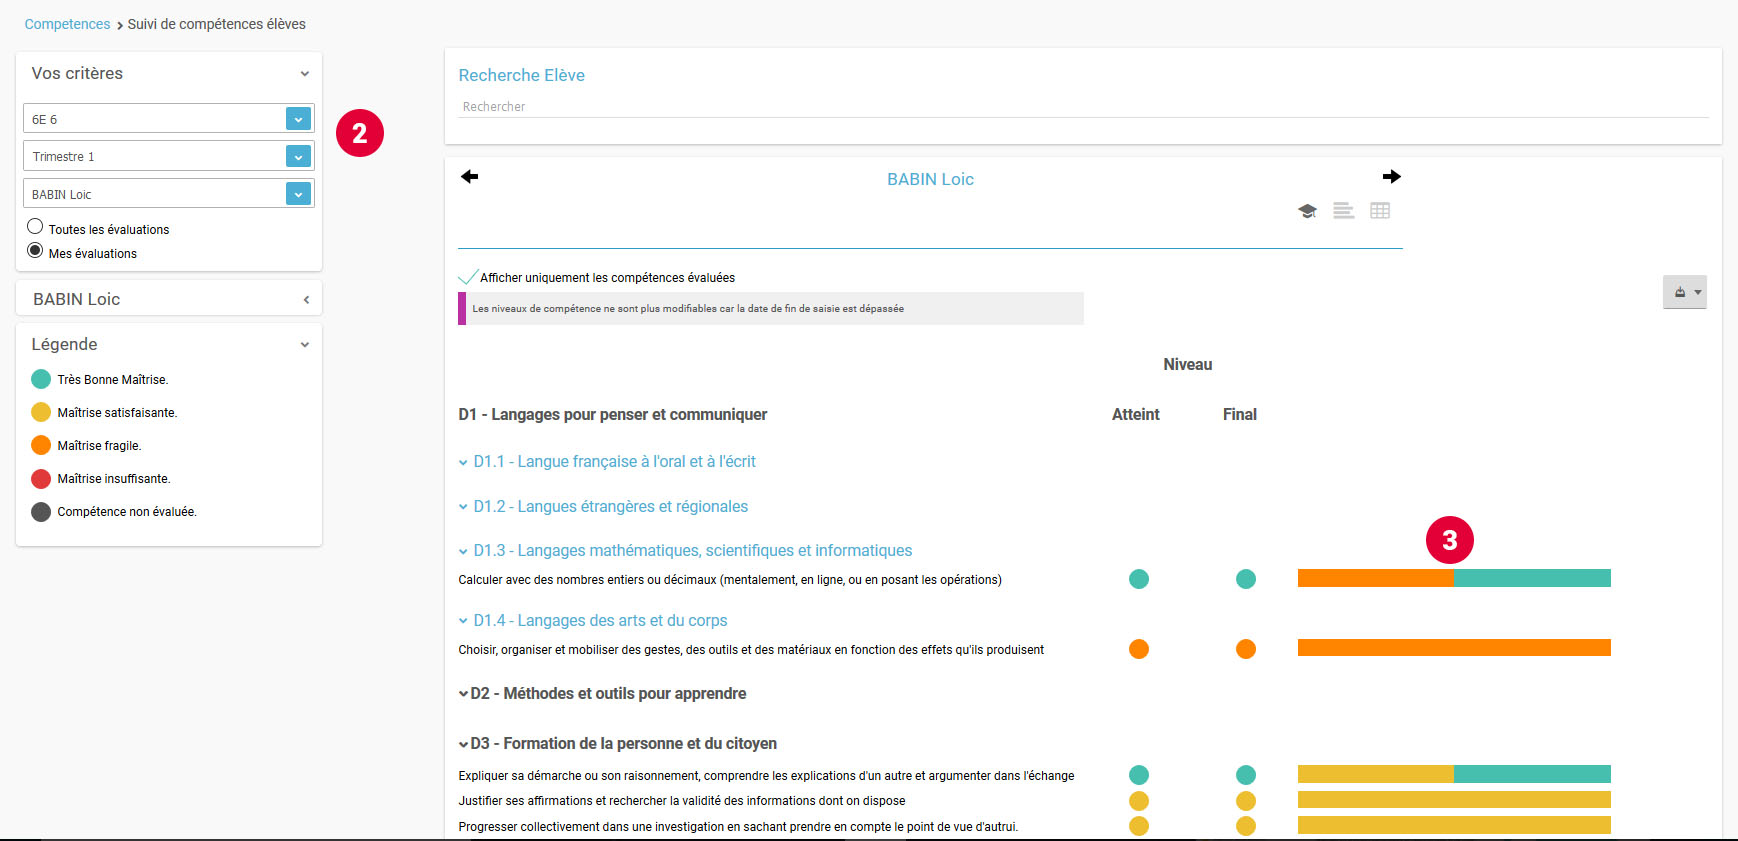 Competences > Suivi de compétences élèves
Vos critères
6E 6
Trimestre 1
BABIN Loic
Toutes les évaluations
Mes évaluations
2
BABIN Loic
Légende
Très Bonne Maîtrise.
Maîtrise satisfaisante.
Maîtrise fragile.
Maîtrise insuffisante.
Compétence non évaluée.
Recherche Elève
Rechercher
BABIN Loic
Afficher uniquement les compétences évaluées
Les niveaux de compétence ne sont plus modifiables car la date de fin de saisie est dépassée
Niveau
D1 - Langages pour penser et communiquer Atteint Final
D1.1 - Langue française à l'oral et à l'écrit
D1.2 - Langues étrangères et régionales
D1.3 - Langages mathématiques, scientifiques et informatiques
3
Calculer avec des nombres entiers ou décimaux (mentalement, en ligne, ou en posant les opérations)
D1.4 - Langages des arts et du corps
Choisir, organiser et mobiliser des gestes, des outils et des matériaux en fonction des effets qu'ils produisent
D2 - Méthodes et outils pour apprendre
D3 - Formation de la personne et du citoyen
Expliquer sa démarche ou son raisonnement, comprendre les explications d'un autre et argumenter dans l'échange
Justifier ses affirmations et rechercher la validité des informations dont on dispose
Progresser collectivement dans une investigation en sachant prendre en compte le point de vue d'autrui.